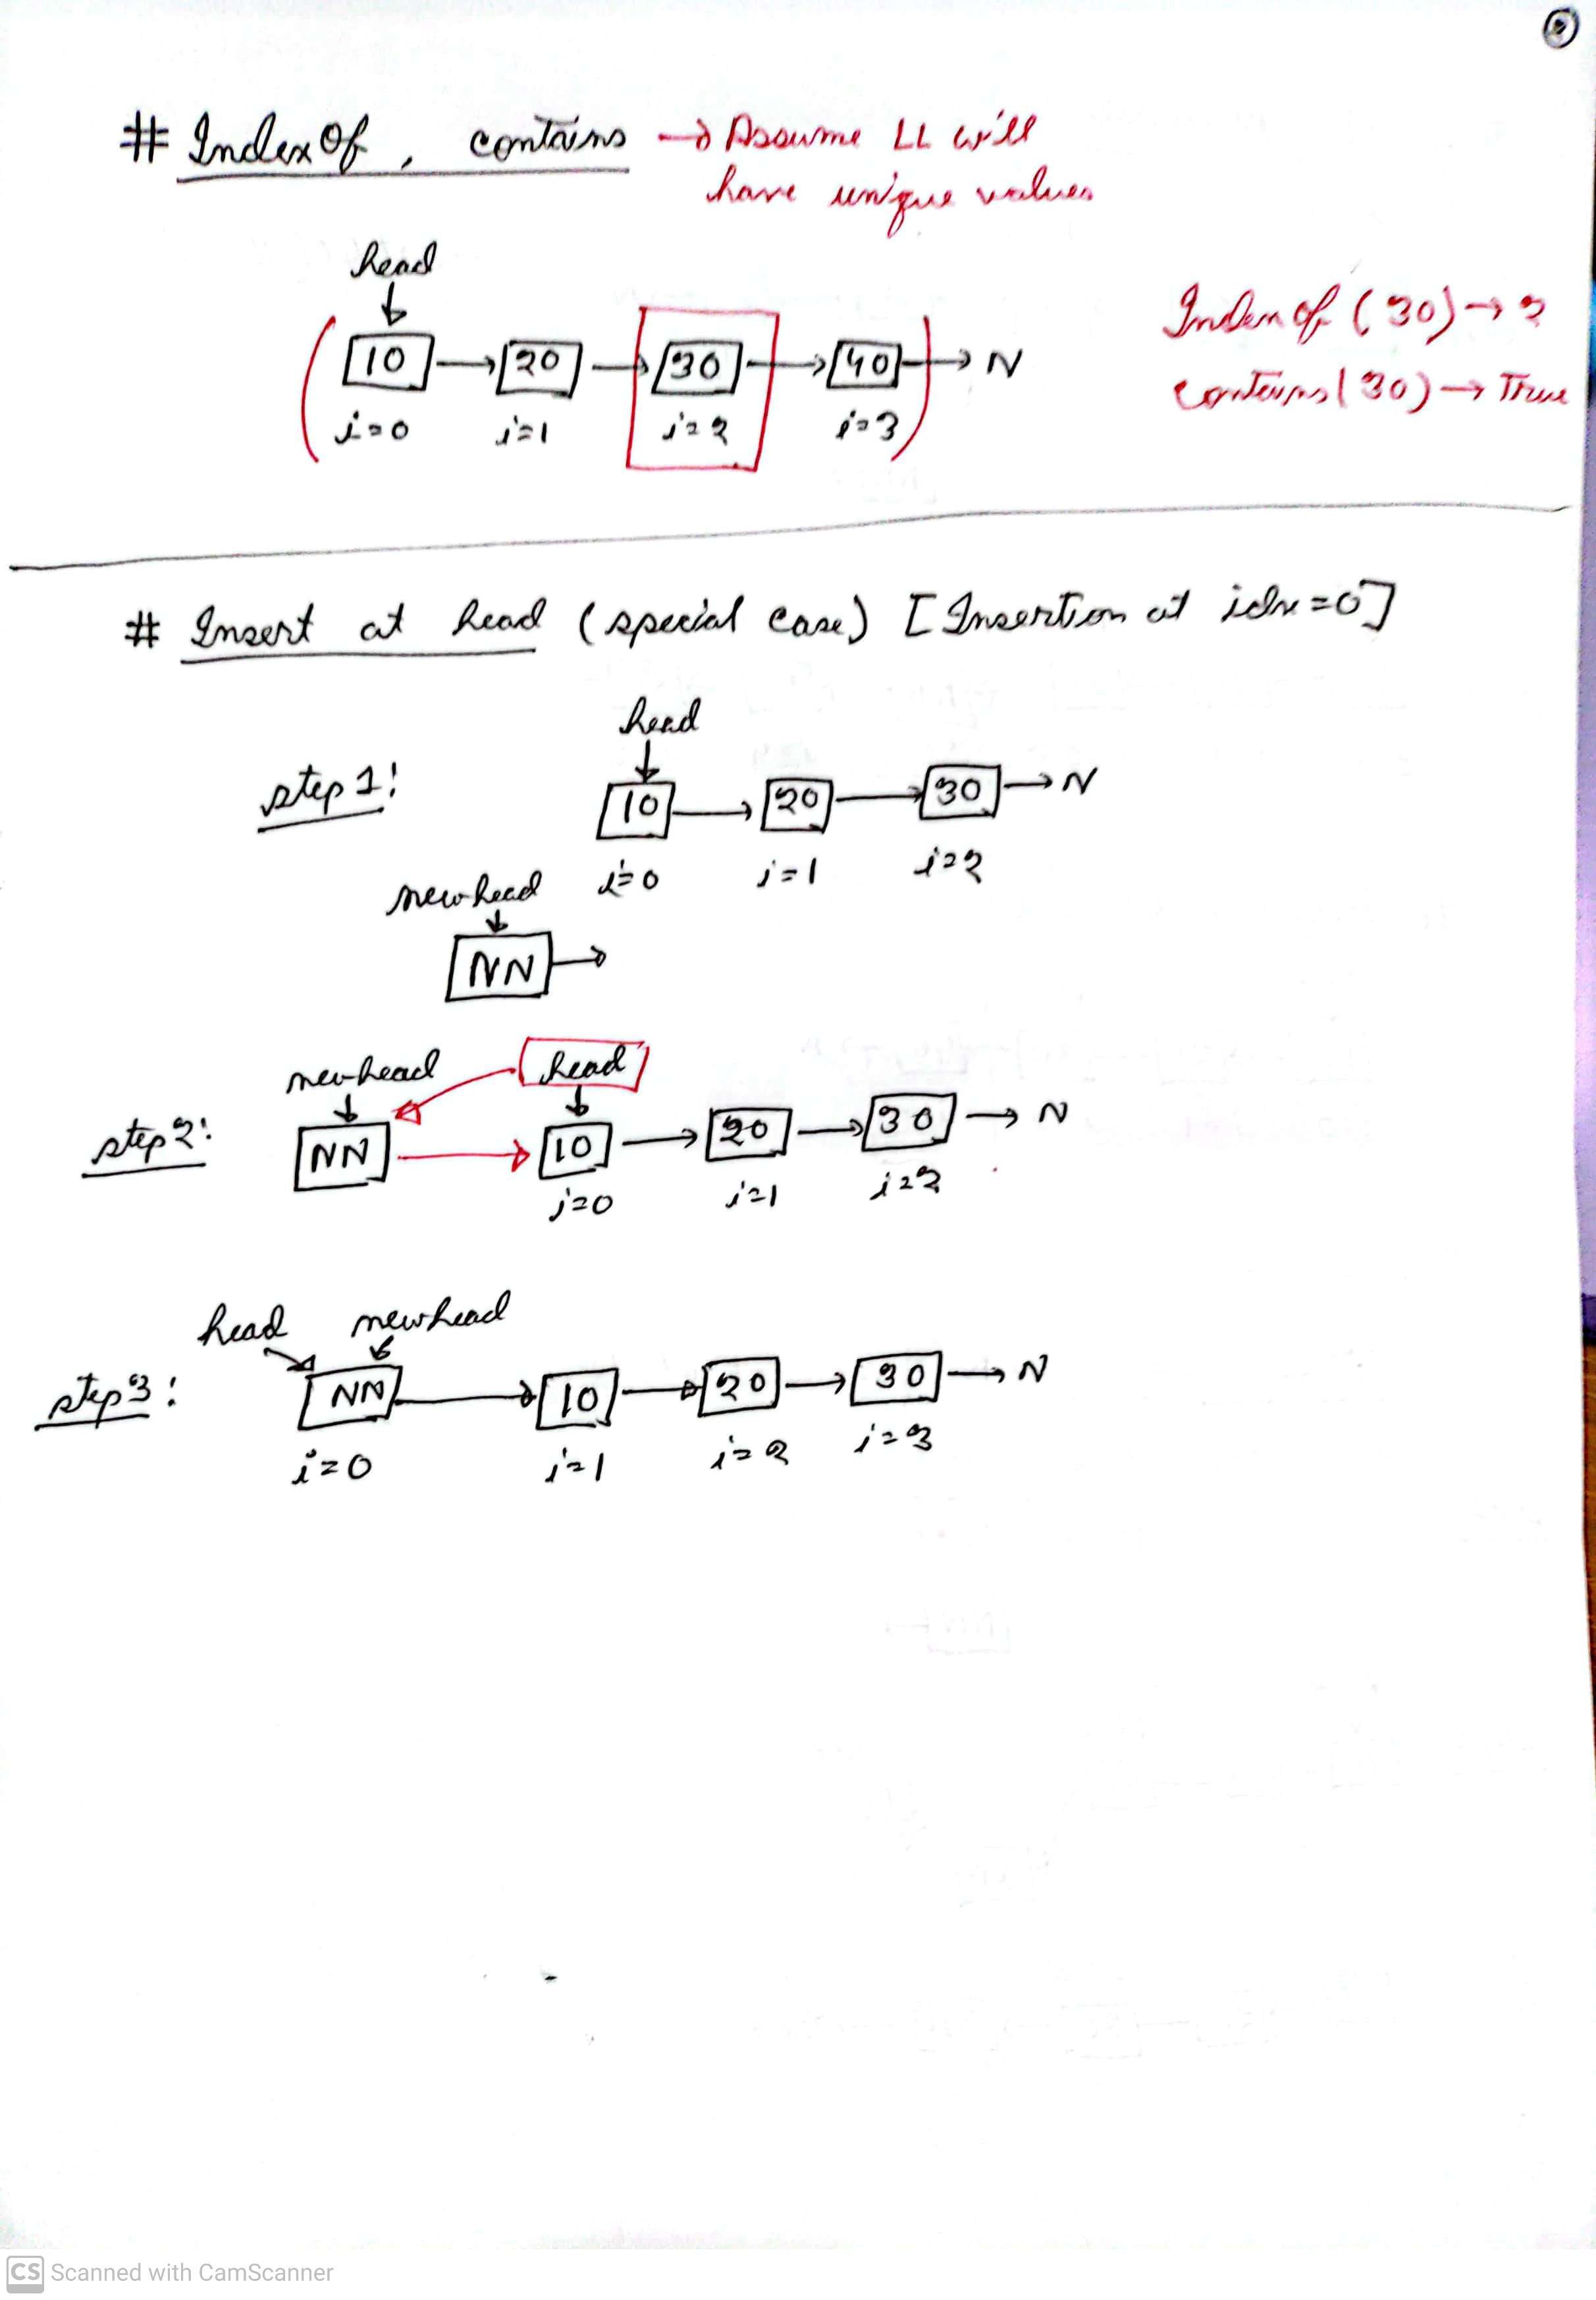 # Index Of, contains → Assume LL will
have unique values
head
10 → 20 → 30 → 40 → N
i=0 i=1 i=2 i=3
Index of (30) → 2
contains(30) → True
# Insert at head (special case) [Insertion at idx=0]
head
step 1: 10 → 20 → 30 → N
i=0 i=1 i=2
newhead
NN →
newhead head
step 2: NN → 10 → 20 → 30 → N
i=0 i=1 i=2
head newhead
step 3: NN → 10 → 20 → 30 → N
i=0 i=1 i=2 i=3
CS Scanned with CamScanner